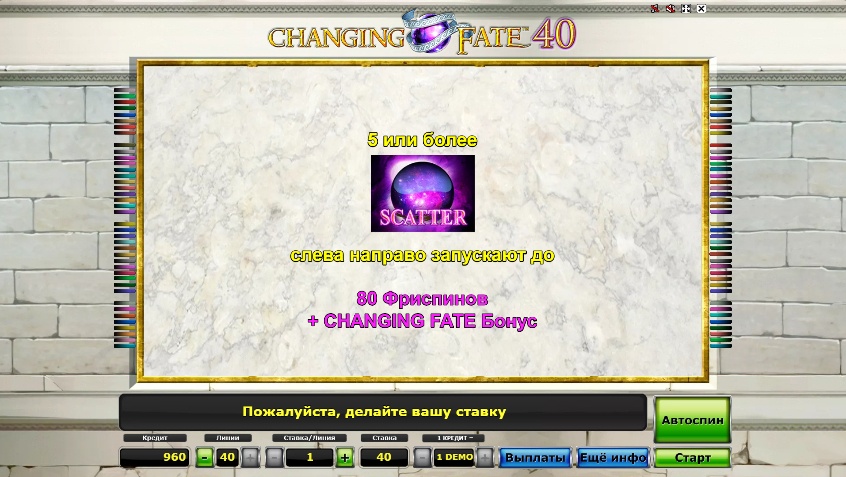 CHANGING FATE™ 40
5 или более
SCATTER
слева направо запускают до
80 Фриспинов
+ CHANGING FATE Бонус
Пожалуйста, делайте вашу ставку
Автоспин
Кредит Линии Ставка/Линия Ставка 1 КРЕДИТ =
960 - 40 + - 1 + 40 - 1 DEMO + Выплаты Ещё инфо Старт